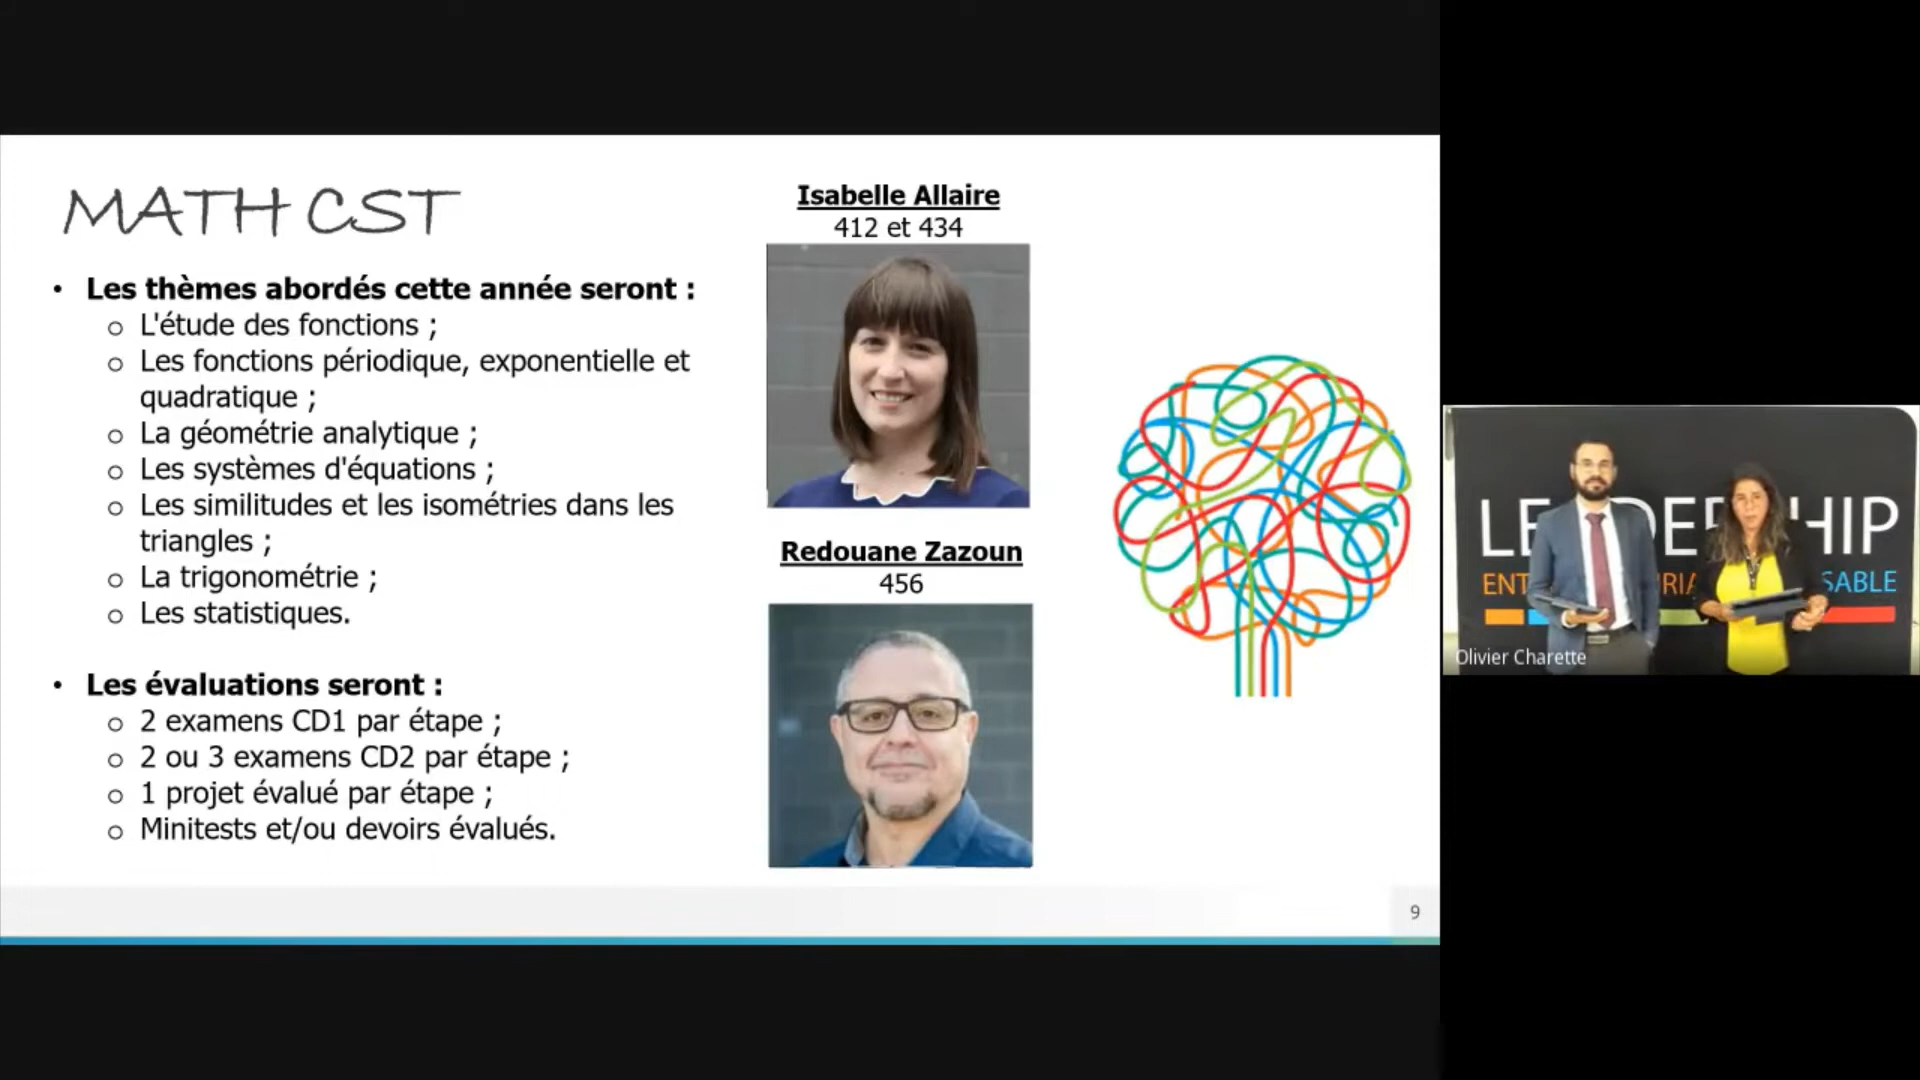 MATH CST
• Les thèmes abordés cette année seront :
o L'étude des fonctions ;
o Les fonctions périodique, exponentielle et
quadratique ;
o La géométrie analytique ;
o Les systèmes d'équations ;
o Les similitudes et les isométries dans les
triangles ;
o La trigonométrie ;
o Les statistiques.
• Les évaluations seront :
o 2 examens CD1 par étape ;
o 2 ou 3 examens CD2 par étape ;
o 1 projet évalué par étape ;
o Minitests et/ou devoirs évalués.
Isabelle Allaire
412 et 434
Redouane Zazoun
456
9
LE DE HIP
ENT RIA SABLE
Olivier Charette